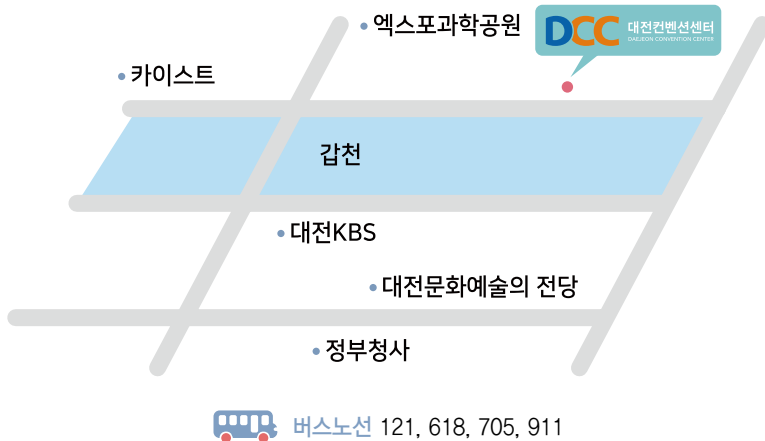 엑스포과학공원
DCC 대전컨벤션센터
DAEJEON CONVENTION CENTER
카이스트
갑천
대전KBS
대전문화예술의 전당
정부청사
버스노선 121, 618, 705, 911